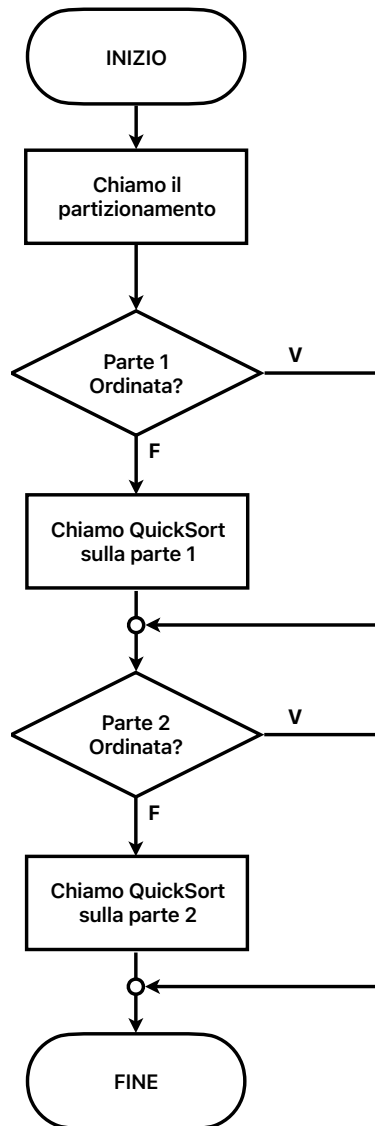 INIZIO
Chiamo il
partizionamento
Parte 1
Ordinata?
V
F
Chiamo QuickSort
sulla parte 1
Parte 2
Ordinata?
V
F
Chiamo QuickSort
sulla parte 2
FINE